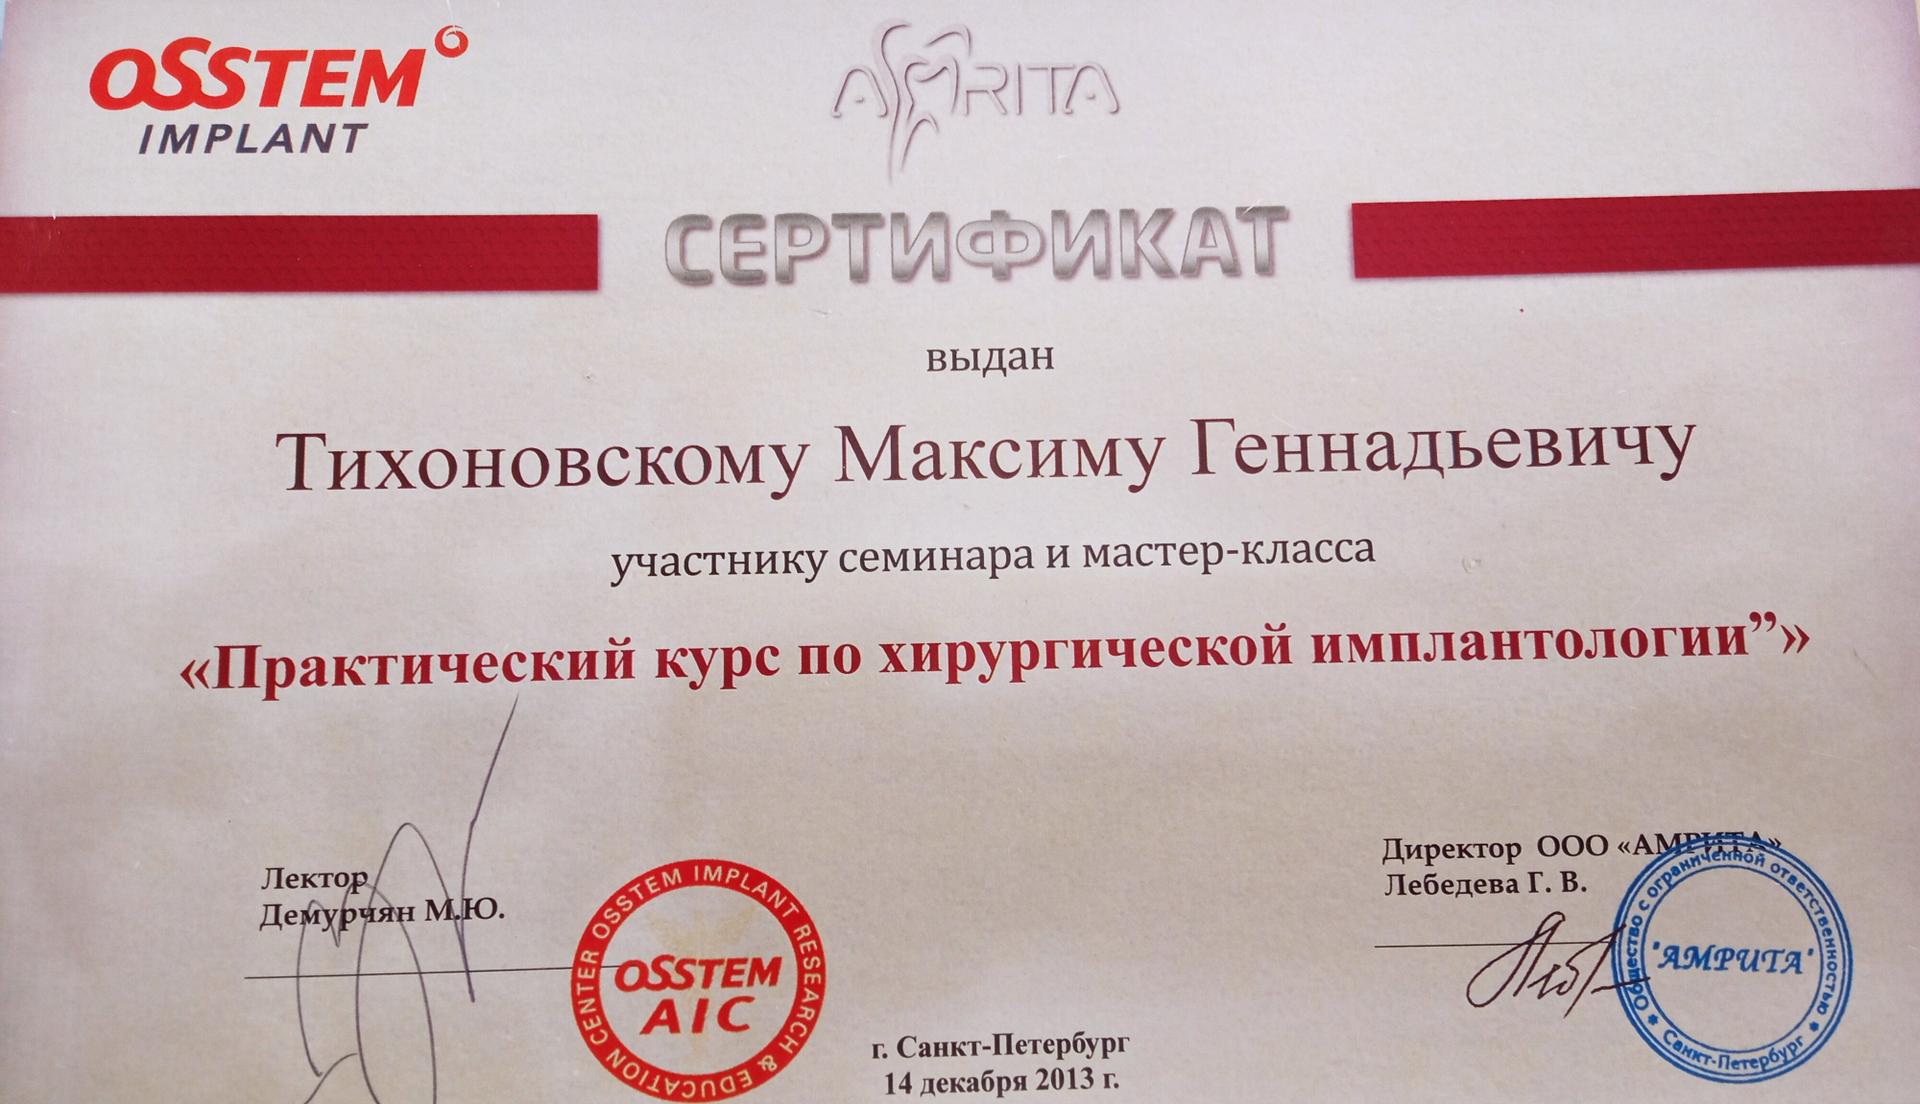 OSSTEM
IMPLANT
AMRITA
СЕРТИФИКАТ
выдан
Тихоновскому Максиму Геннадьевичу
участнику семинара и мастер-класса
«Практический курс по хирургической имплантологии”»
Лектор
Демурчян М.Ю.
Директор ООО «АМРИТА»
Лебедева Г. В.
OSSTEM IMPLANT RESEARCH & EDUCATION CENTER
OSSTEM
AIC
Общество с ограниченной ответственностью
"АМРИТА"
Санкт-Петербург
г. Санкт-Петербург
14 декабря 2013 г.